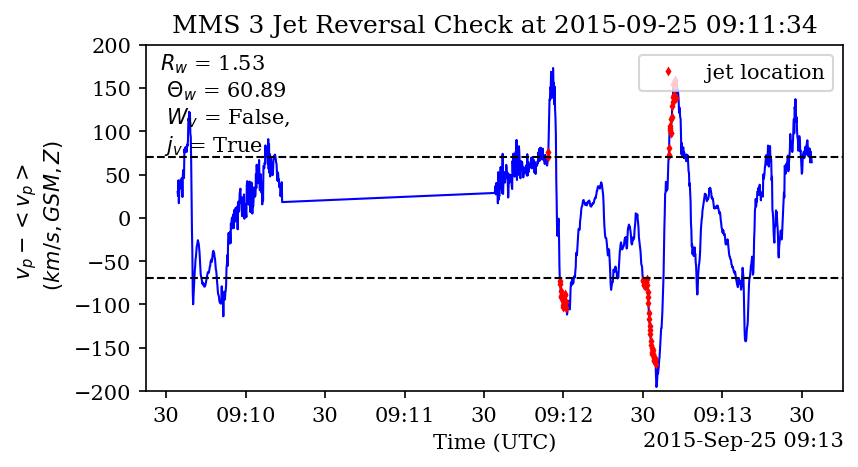 MMS 3 Jet Reversal Check at 2015-09-25 09:11:34
R_w = 1.53
Θ_w = 60.89
W_v = False,
j_v = True
jet location
v_p − < v_p >
(km/s, GSM, Z)
200
150
100
50
0
−50
−100
−150
−200
30 09:10 30 09:11 30 09:12 30 09:13 30
Time (UTC)
2015-Sep-25 09:13